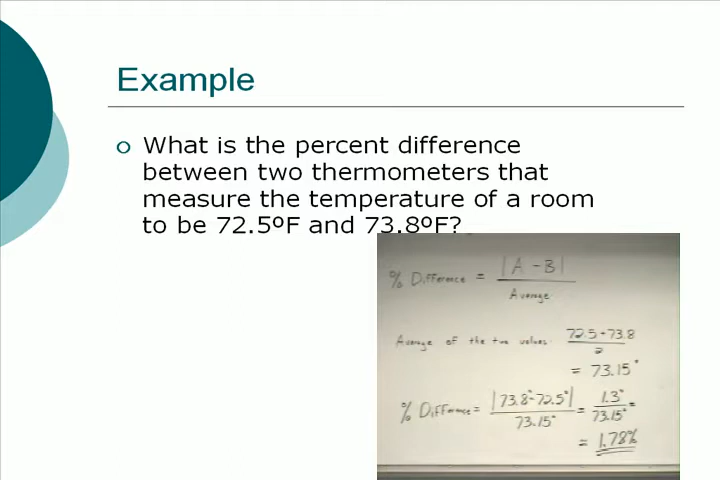 Example
What is the percent difference
between two thermometers that
measure the temperature of a room
to be 72.5ºF and 73.8ºF?
% Difference = |A - B|
Average
Average of the two values: 72.5+73.8
2
= 73.15°
% Difference = |73.8°-72.5°| = 1.3° =
73.15° 73.15°
= 1.78%